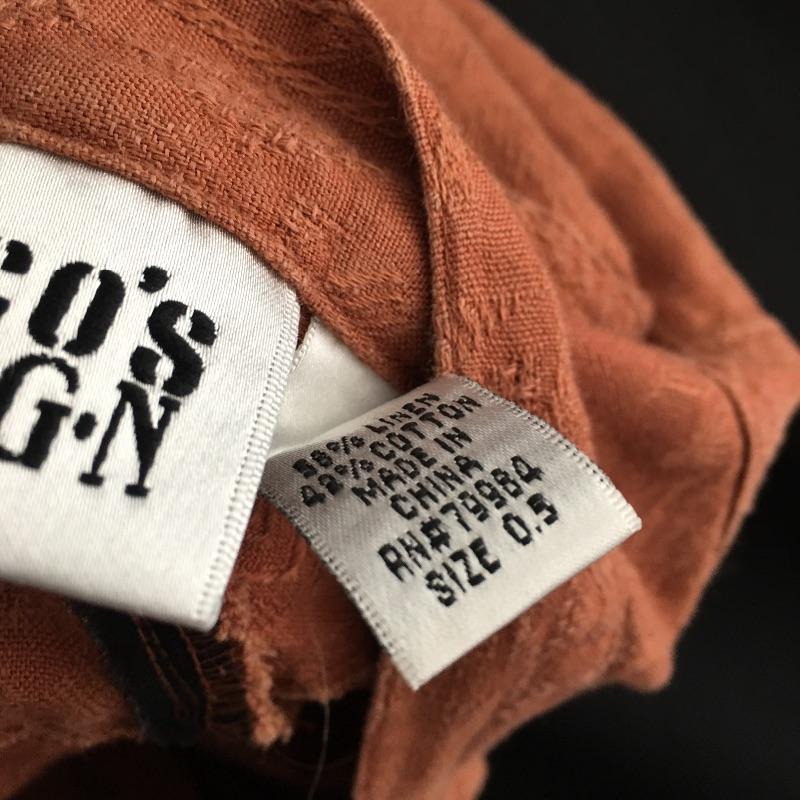 CO'S
G·N
58% LINEN
42% COTTON
MADE IN
CHINA
RN# 79984
SIZE 0.5